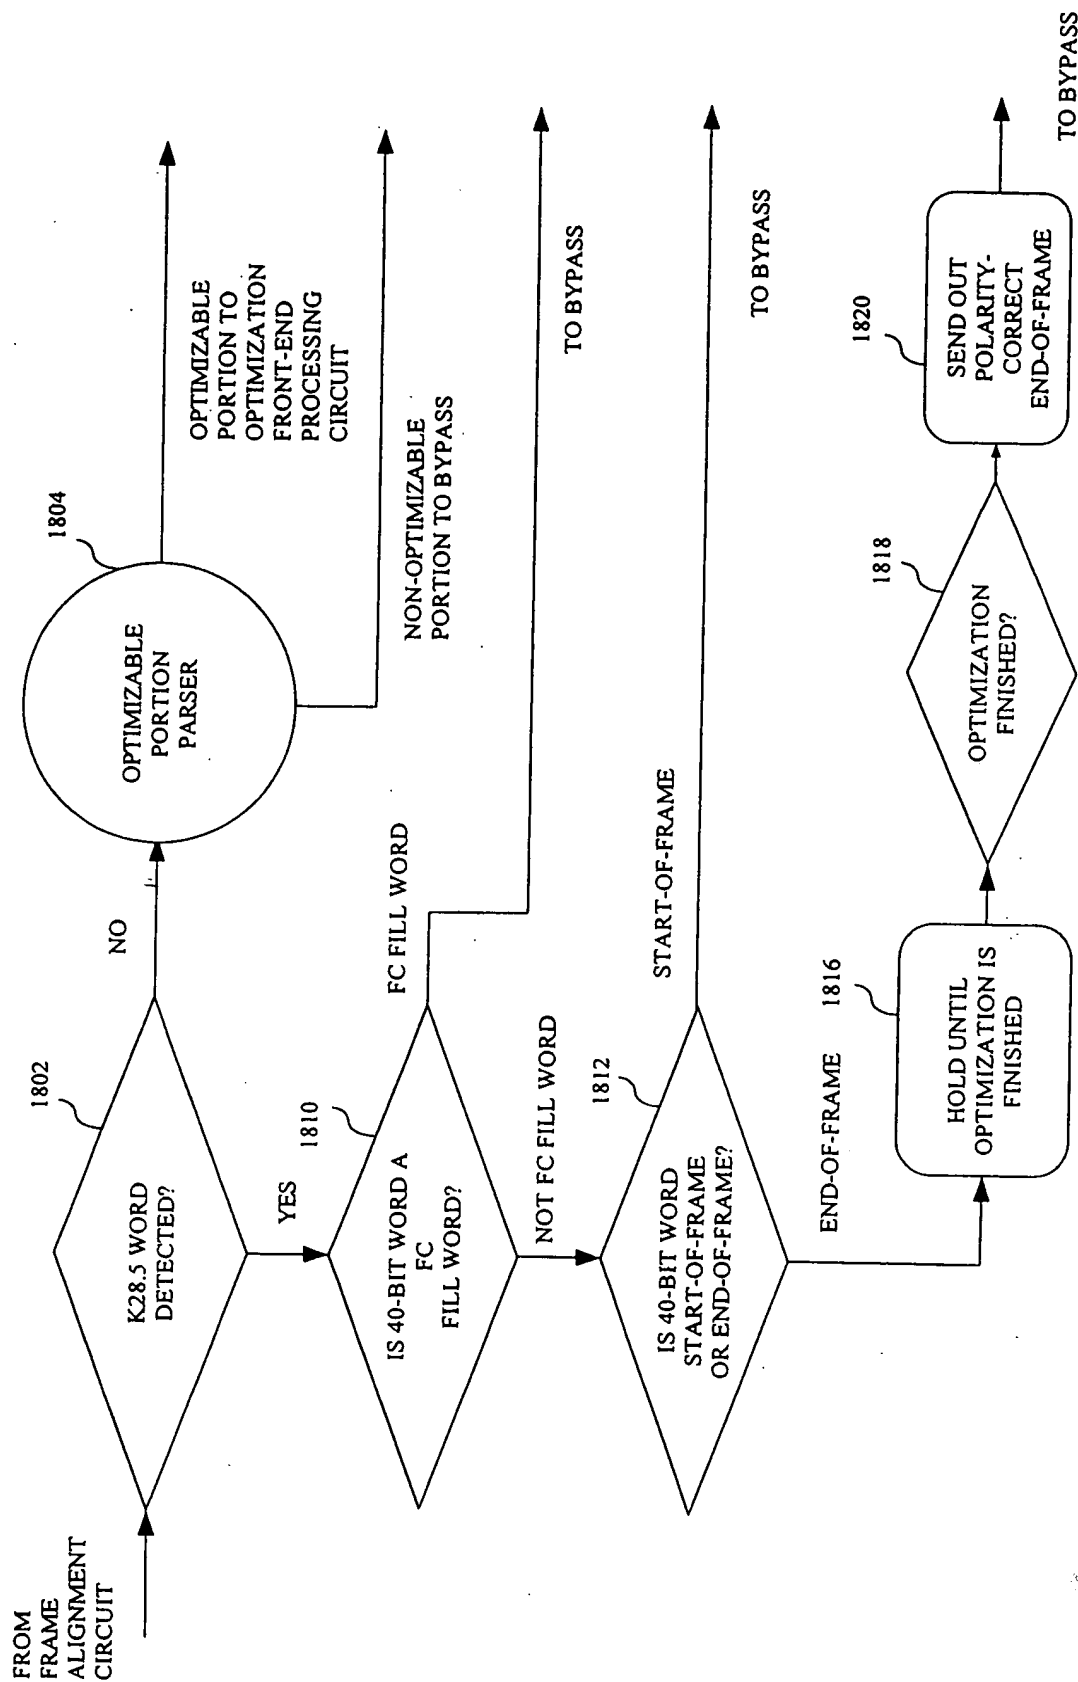 FROM
FRAME
ALIGNMENT
CIRCUIT
1802
K28.5 WORD
DETECTED?
NO
1804
OPTIMIZABLE
PORTION
PARSER
OPTIMIZABLE
PORTION TO
OPTIMIZATION
FRONT-END
PROCESSING
CIRCUIT
NON-OPTIMIZABLE
PORTION TO BYPASS
YES
1810
IS 40-BIT WORD A
FC
FILL WORD?
FC FILL WORD
TO BYPASS
NOT FC FILL WORD
1812
IS 40-BIT WORD
START-OF-FRAME
OR END-OF-FRAME?
START-OF-FRAME
TO BYPASS
END-OF-FRAME
1816
HOLD UNTIL
OPTIMIZATION IS
FINISHED
1818
OPTIMIZATION
FINISHED?
1820
SEND OUT
POLARITY-
CORRECT
END-OF-FRAME
TO BYPASS